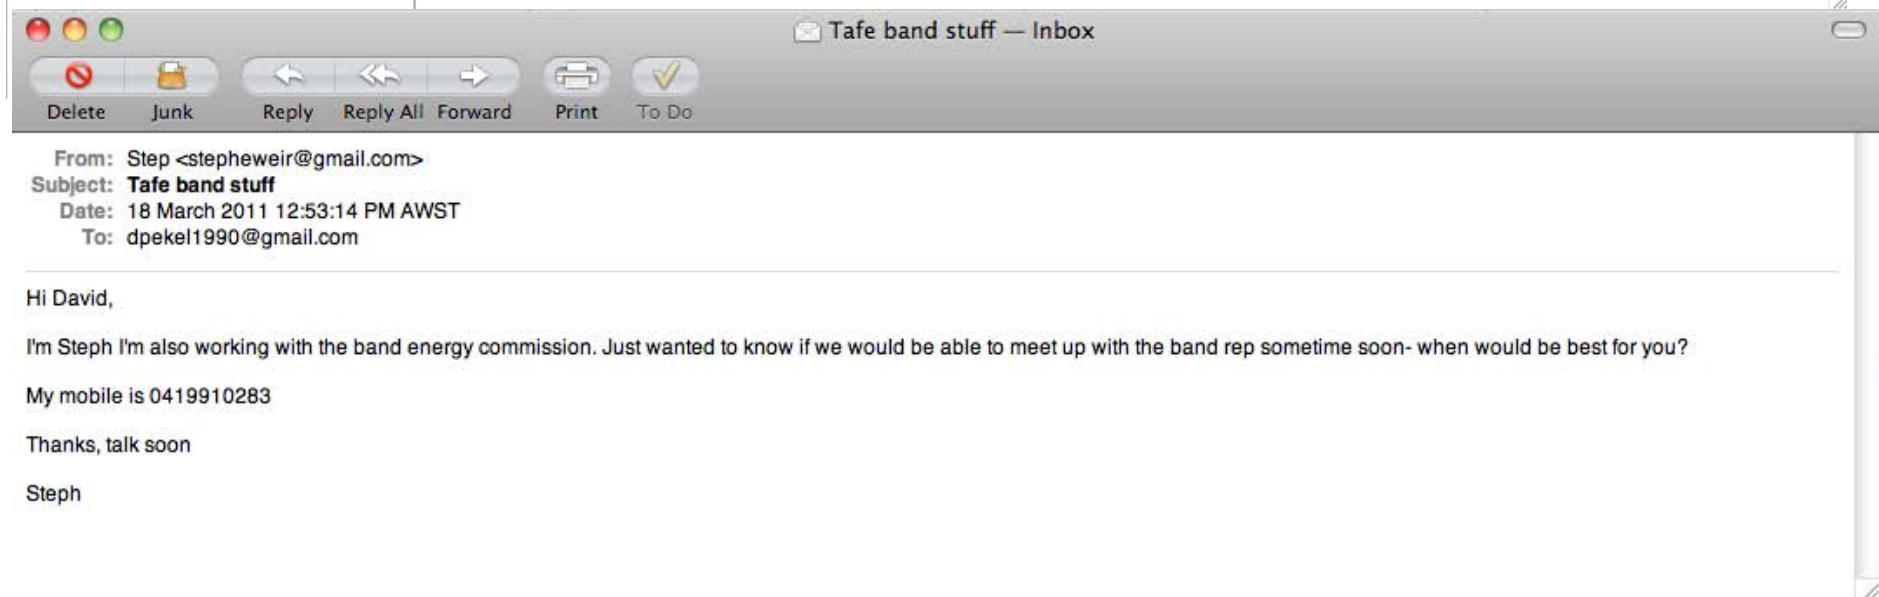 Tafe band stuff — Inbox
Delete Junk Reply Reply All Forward Print To Do
From: Step <stepheweir@gmail.com>
Subject: Tafe band stuff
Date: 18 March 2011 12:53:14 PM AWST
To: dpekel1990@gmail.com
Hi David,
I'm Steph I'm also working with the band energy commission. Just wanted to know if we would be able to meet up with the band rep sometime soon- when would be best for you?
My mobile is 0419910283
Thanks, talk soon
Steph